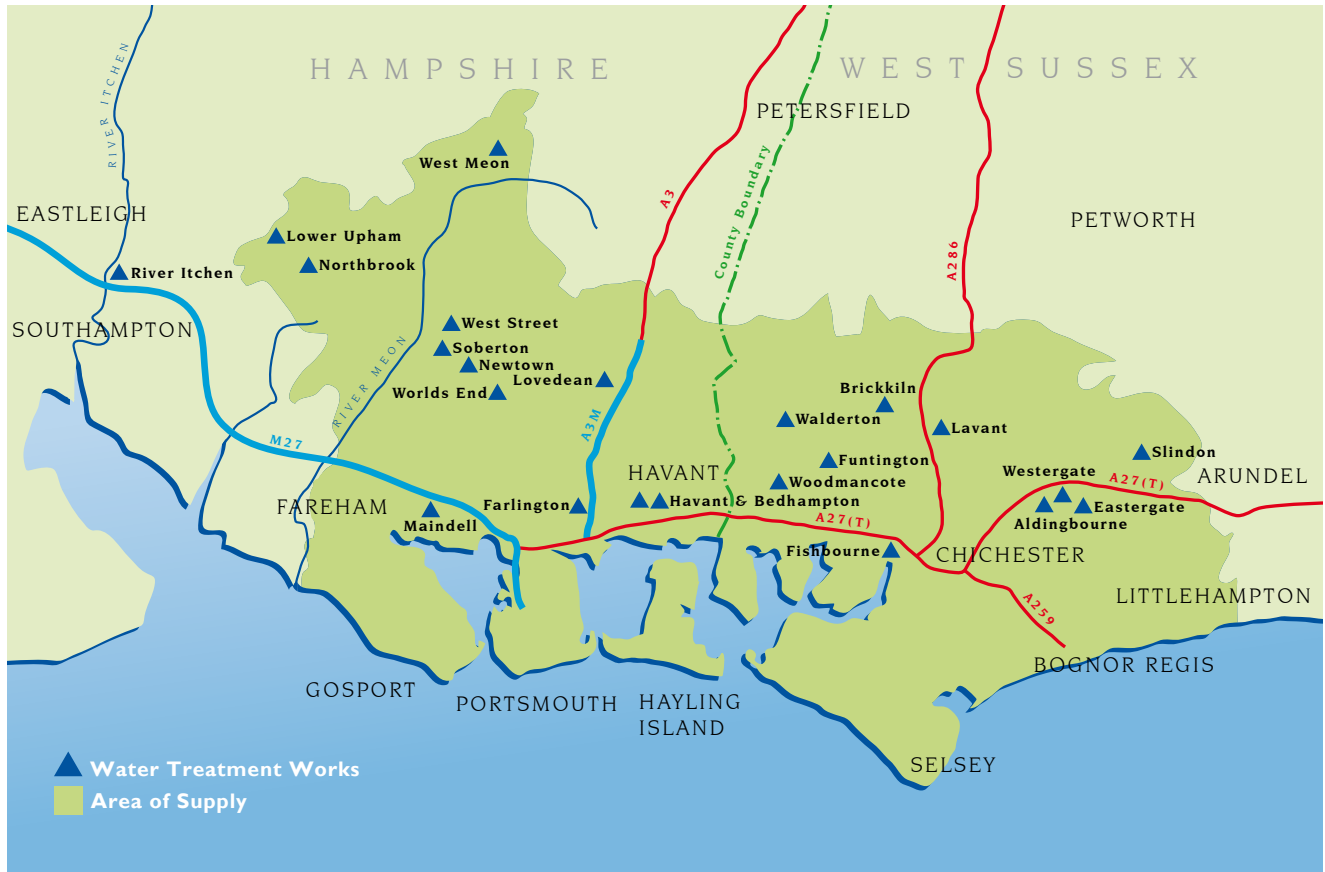 HAMPSHIRE
WEST SUSSEX
RIVER ITCHEN
PETERSFIELD
West Meon
A3
County Boundary
EASTLEIGH
PETWORTH
Lower Upham
A286
Northbrook
River Itchen
SOUTHAMPTON
West Street
Soberton
Newtown
RIVER MEON
Lovedean
Worlds End
Brickkiln
A3M
Walderton
Lavant
M27
Slindon
Funtington
HAVANT
Westergate
ARUNDEL
Woodmancote
A27(T)
FAREHAM
Farlington
Havant & Bedhampton
Eastergate
Maindell
A27(T)
Aldingbourne
Fishbourne
CHICHESTER
LITTLEHAMPTON
A259
BOGNOR REGIS
GOSPORT
PORTSMOUTH
HAYLING
ISLAND
SELSEY
Water Treatment Works
Area of Supply